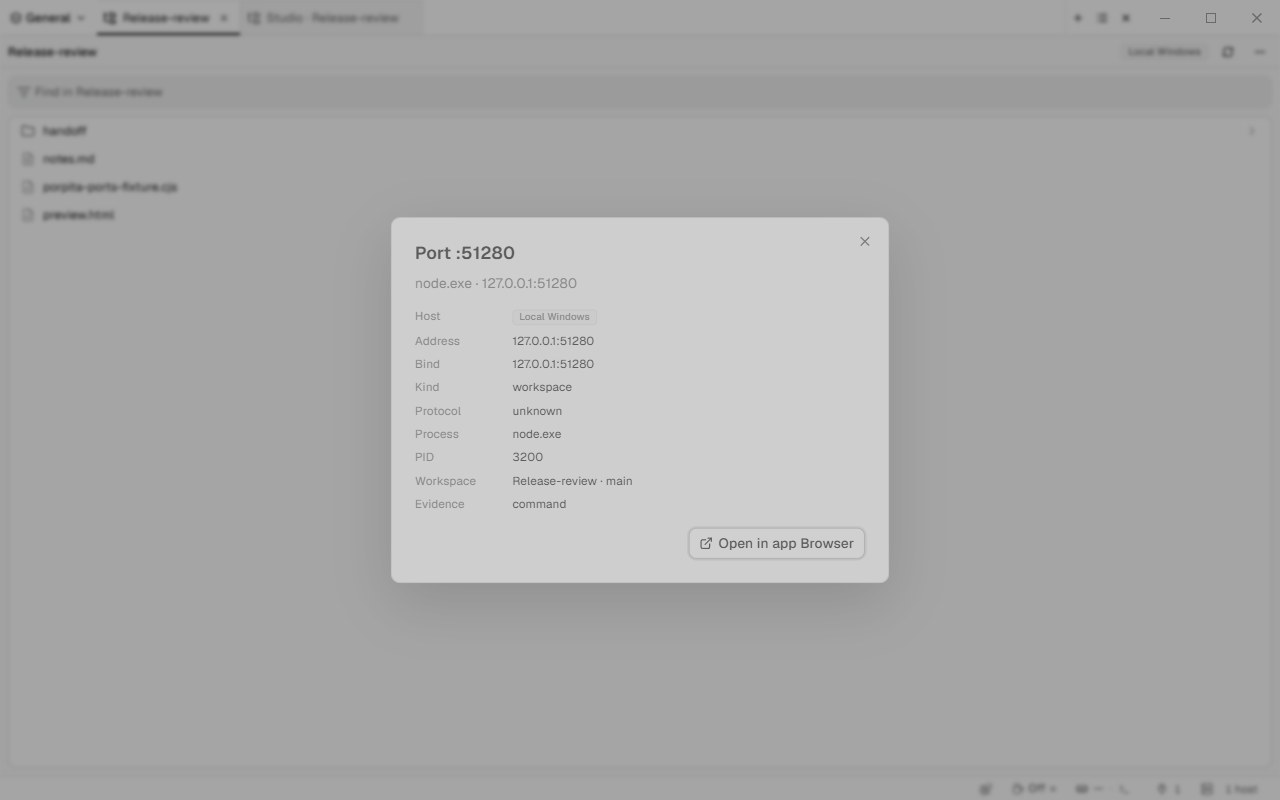 General
Release-review
Studio · Release-review
Release-review
Local Windows
Find in Release-review
handoff
notes.md
porpita-ports-fixture.cjs
preview.html
Port :51280
node.exe · 127.0.0.1:51280
Host Local Windows
Address 127.0.0.1:51280
Bind 127.0.0.1:51280
Kind workspace
Protocol unknown
Process node.exe
PID 3200
Workspace Release-review · main
Evidence command
Open in app Browser
Off
1
1 host